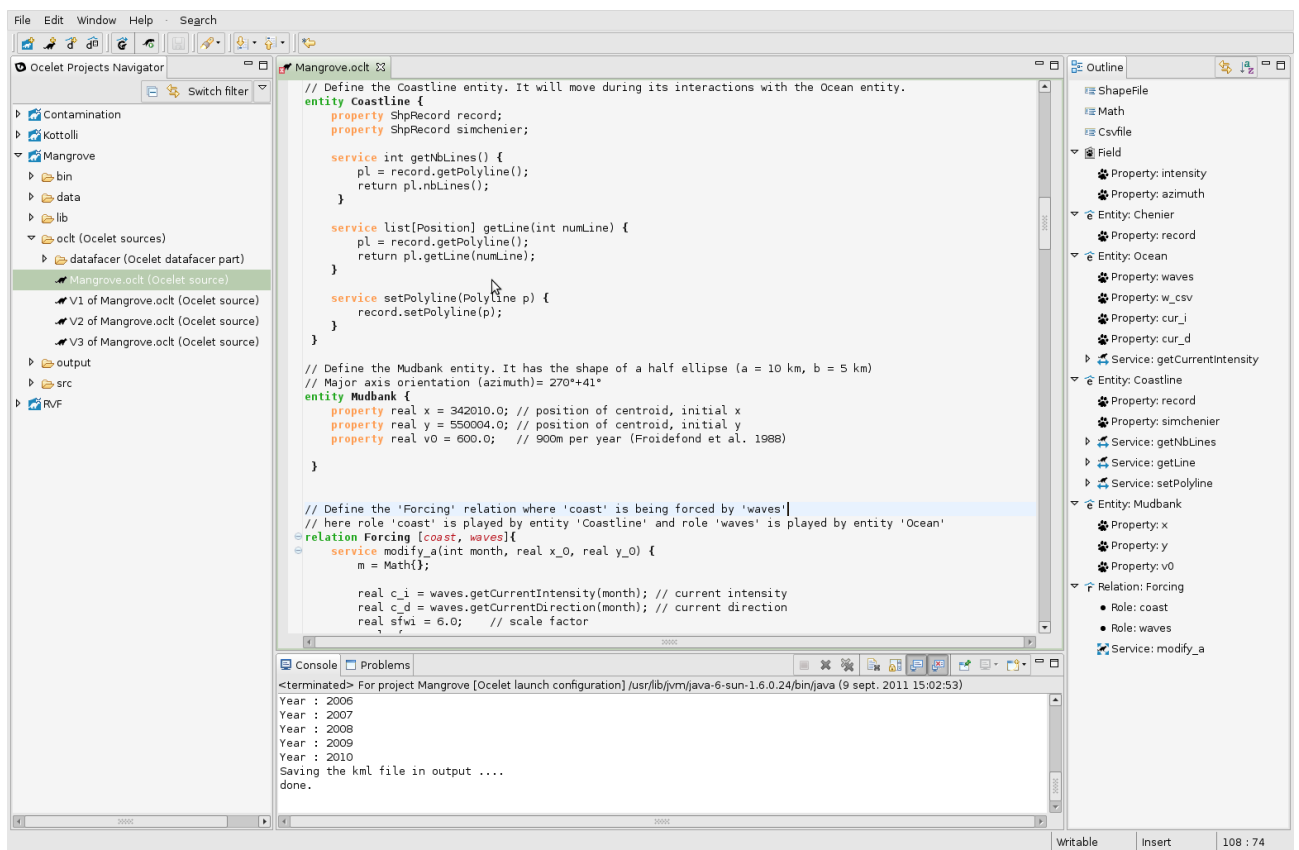 File Edit Window Help Search
Ocelet Projects Navigator
Switch filter
Contamination
Kottolli
Mangrove
bin
data
lib
oclt (Ocelet sources)
datafacer (Ocelet datafacer part)
Mangrove.oclt (Ocelet source)
V1 of Mangrove.oclt (Ocelet source)
V2 of Mangrove.oclt (Ocelet source)
V3 of Mangrove.oclt (Ocelet source)
output
src
RVF
Mangrove.oclt
// Define the Coastline entity. It will move during its interactions with the Ocean entity.
entity Coastline {
property ShpRecord record;
property ShpRecord simchenier;
service int getNbLines() {
pl = record.getPolyline();
return pl.nbLines();
}
service list[Position] getLine(int numLine) {
pl = record.getPolyline();
return pl.getLine(numLine);
}
service setPolyline(Polyline p) {
record.setPolyline(p);
}
}
// Define the Mudbank entity. It has the shape of a half ellipse (a = 10 km, b = 5 km)
// Major axis orientation (azimuth)= 270°+41°
entity Mudbank {
property real x = 342010.0; // position of centroid, initial x
property real y = 550004.0; // position of centroid, initial y
property real v0 = 600.0; // 900m per year (Froidefond et al. 1988)
}
// Define the 'Forcing' relation where 'coast' is being forced by 'waves'
// here role 'coast' is played by entity 'Coastline' and role 'waves' is played by entity 'Ocean'
relation Forcing [coast, waves]{
service modify_a(int month, real x_0, real y_0) {
m = Math{};
real c_i = waves.getCurrentIntensity(month); // current intensity
real c_d = waves.getCurrentDirection(month); // current direction
real sfwi = 6.0; // scale factor
Console Problems
<terminated> For project Mangrove [Ocelet launch configuration] /usr/lib/jvm/java-6-sun-1.6.0.24/bin/java (9 sept. 2011 15:02:53)
Year : 2006
Year : 2007
Year : 2008
Year : 2009
Year : 2010
Saving the kml file in output ....
done.
Outline
ShapeFile
Math
Csvfile
Field
Property: intensity
Property: azimuth
Entity: Chenier
Property: record
Entity: Ocean
Property: waves
Property: w_csv
Property: cur_i
Property: cur_d
Service: getCurrentIntensity
Entity: Coastline
Property: record
Property: simchenier
Service: getNbLines
Service: getLine
Service: setPolyline
Entity: Mudbank
Property: x
Property: y
Property: v0
Relation: Forcing
Role: coast
Role: waves
Service: modify_a
Writable Insert 108 : 74